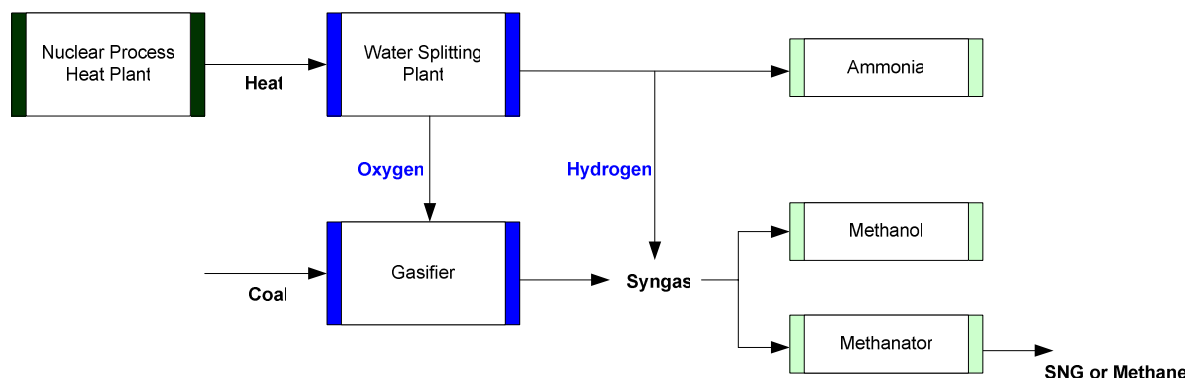 Nuclear Process
Heat Plant
Heat
Water Splitting
Plant
Ammonia
Oxygen
Hydrogen
Coal
Gasifier
Syngas
Methanol
Methanator
SNG or Methane